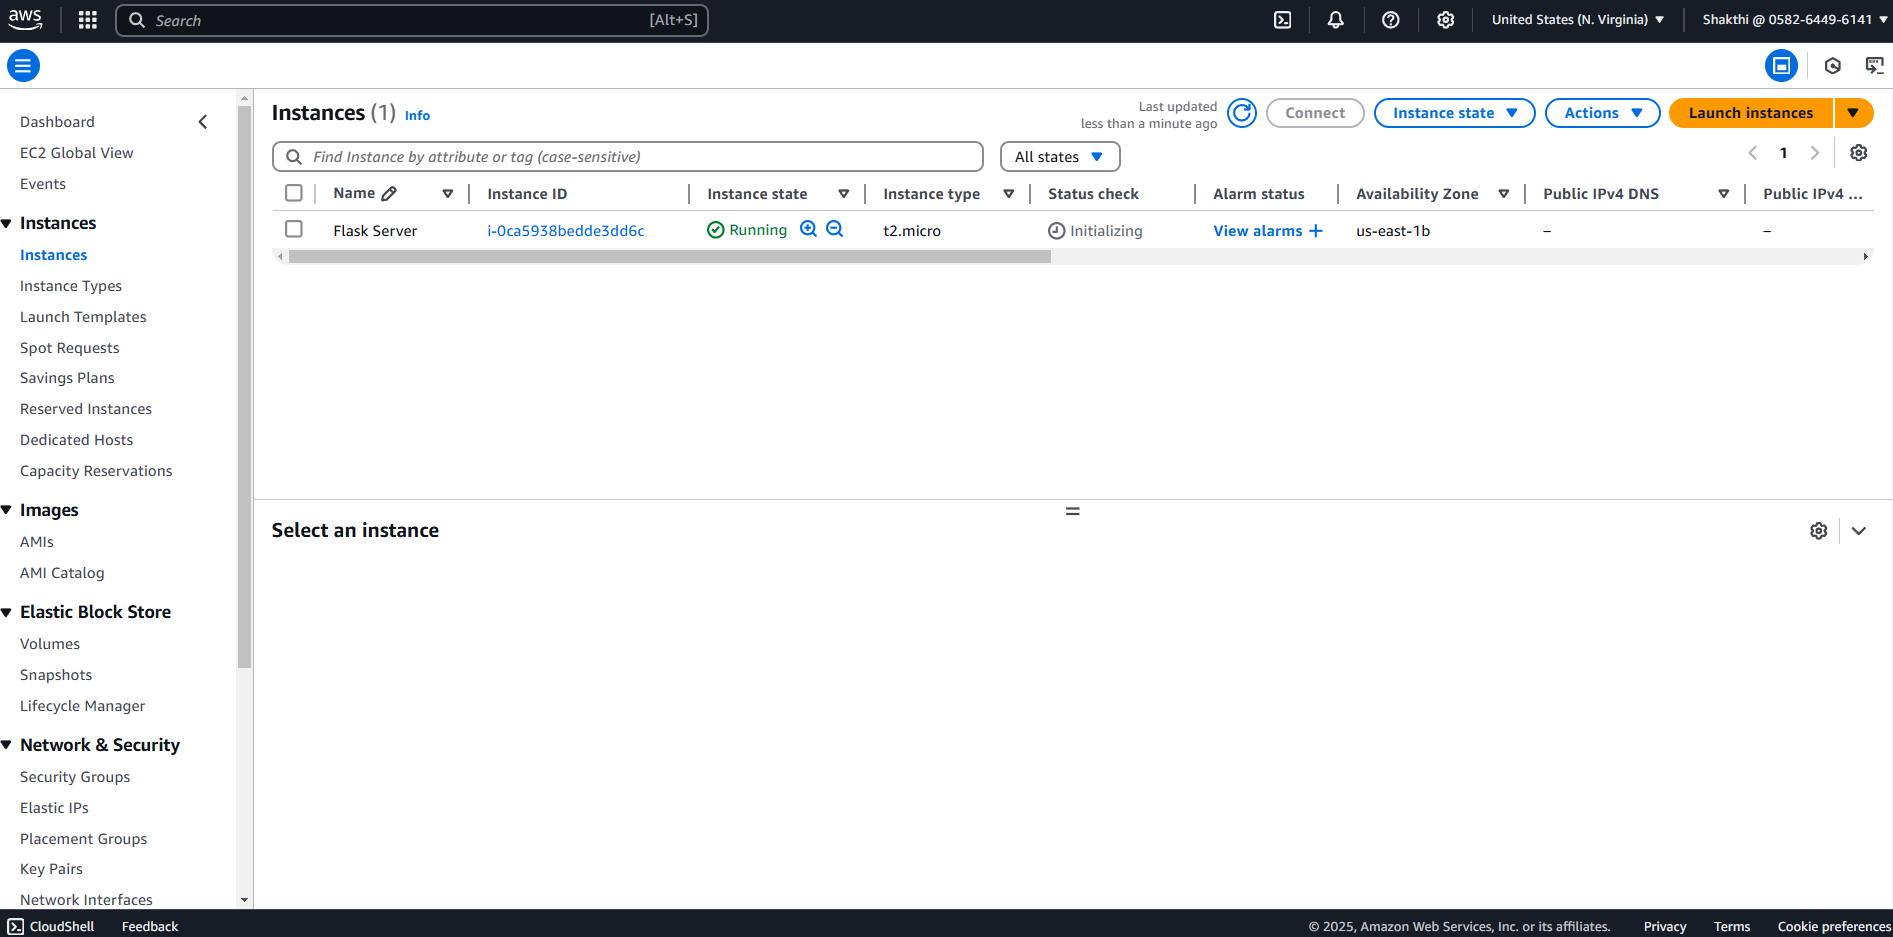 aws
Search [Alt+S]
United States (N. Virginia)
Shakthi @ 0582-6449-6141
Dashboard
EC2 Global View
Events
Instances
Instances
Instance Types
Launch Templates
Spot Requests
Savings Plans
Reserved Instances
Dedicated Hosts
Capacity Reservations
Images
AMIs
AMI Catalog
Elastic Block Store
Volumes
Snapshots
Lifecycle Manager
Network & Security
Security Groups
Elastic IPs
Placement Groups
Key Pairs
Network Interfaces
Instances (1) Info
Last updated
less than a minute ago
Connect
Instance state
Actions
Launch instances
Find Instance by attribute or tag (case-sensitive)
All states
1
Name Instance ID Instance state Instance type Status check Alarm status Availability Zone Public IPv4 DNS Public IPv4 ...
Flask Server i-0ca5938bedde3dd6c Running t2.micro Initializing View alarms + us-east-1b – –
Select an instance
CloudShell Feedback © 2025, Amazon Web Services, Inc. or its affiliates. Privacy Terms Cookie preferences